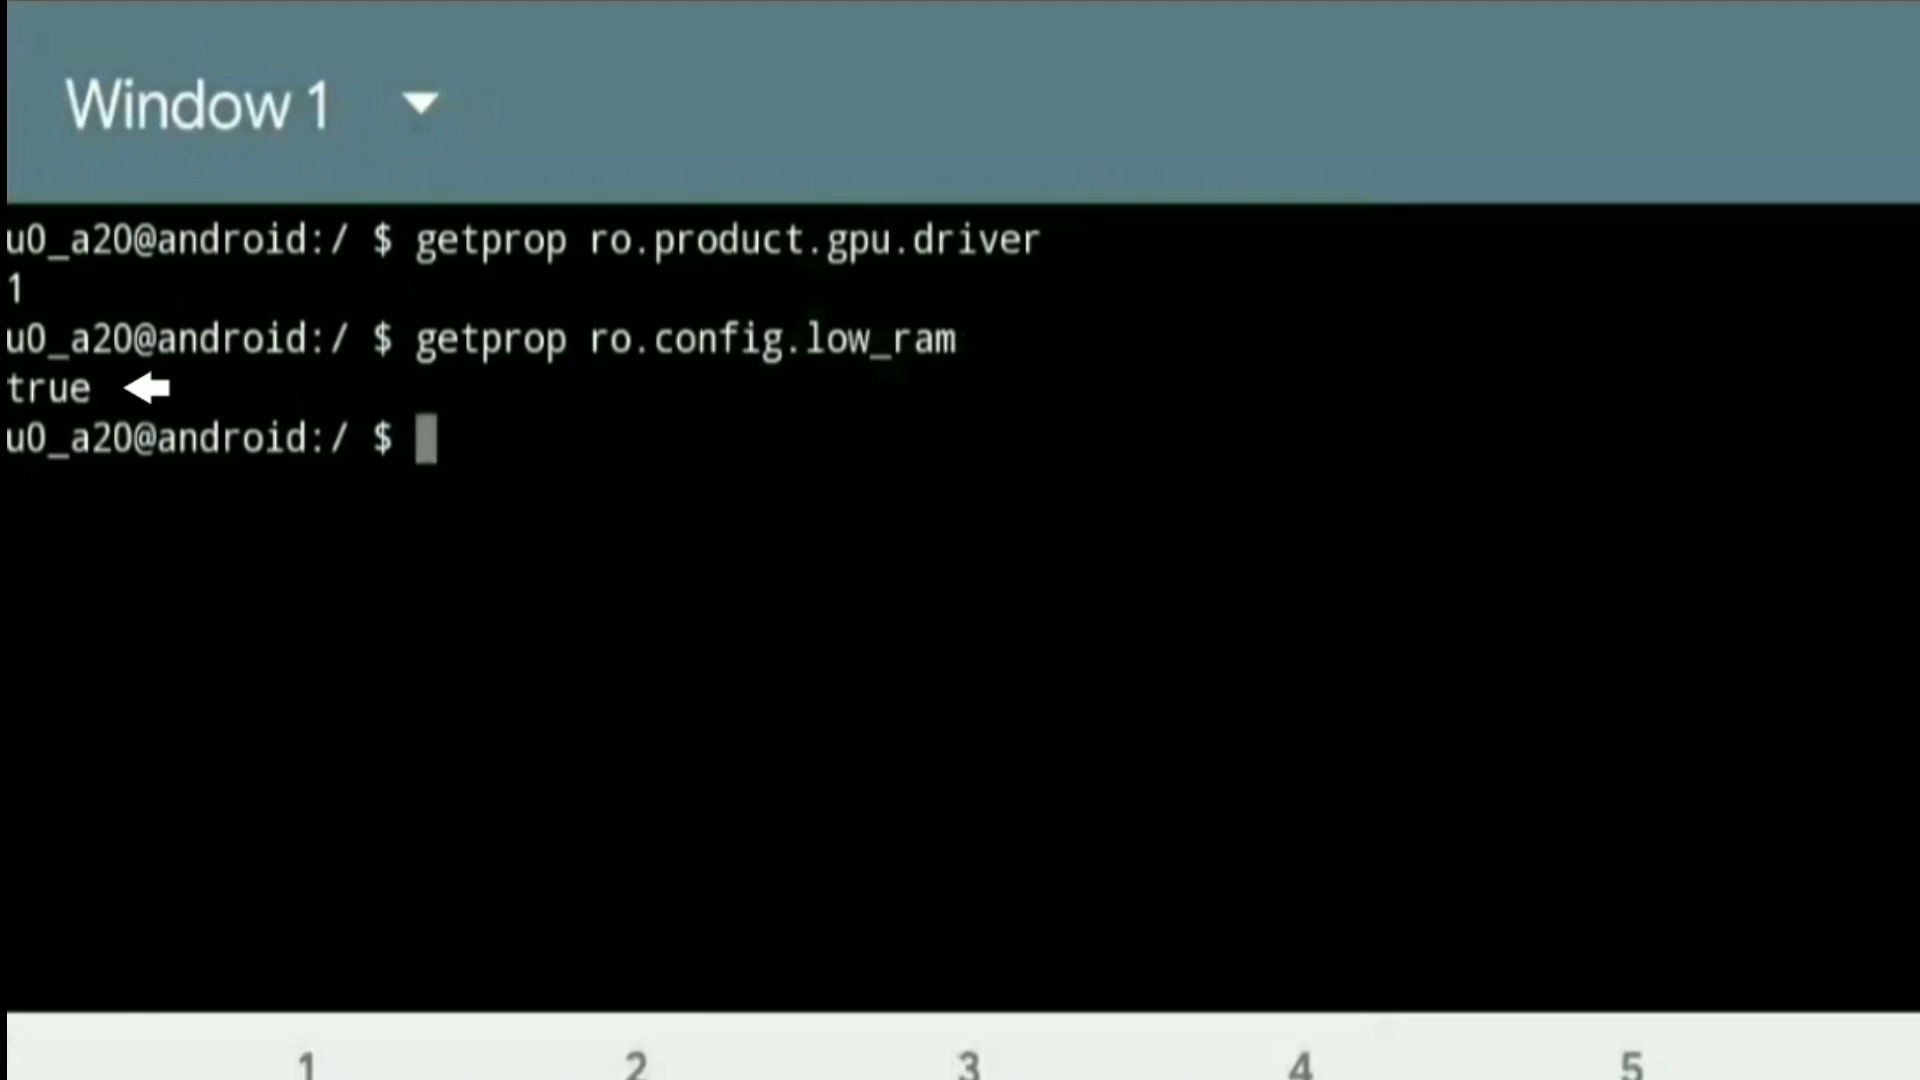 Window 1
u0_a20@android:/ $ getprop ro.product.gpu.driver
1
u0_a20@android:/ $ getprop ro.config.low_ram
true
u0_a20@android:/ $
1 2 3 4 5